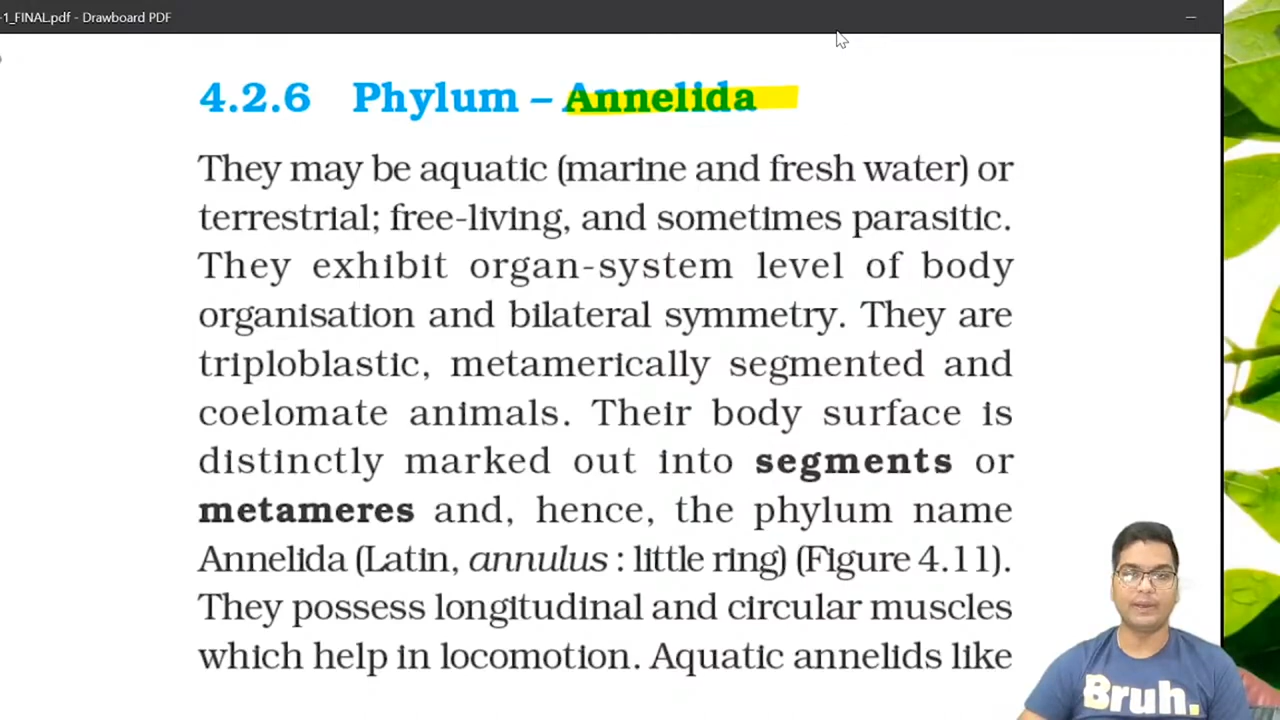 -1_FINAL.pdf - Drawboard PDF
4.2.6 Phylum – Annelida
They may be aquatic (marine and fresh water) or
terrestrial; free-living, and sometimes parasitic.
They exhibit organ-system level of body
organisation and bilateral symmetry. They are
triploblastic, metamerically segmented and
coelomate animals. Their body surface is
distinctly marked out into segments or
metameres and, hence, the phylum name
Annelida (Latin, annulus : little ring) (Figure 4.11).
They possess longitudinal and circular muscles
which help in locomotion. Aquatic annelids like
Bruh.